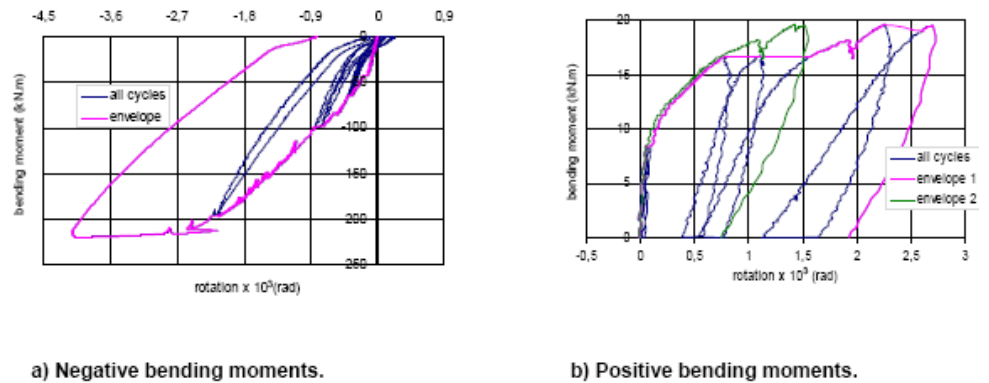 -4,5 -3,6 -2,7 -1,8 -0,9 0 0,9
0
-50
-100
-150
-200
-250
bending moment (kN.m)
all cycles
envelope
rotation x 10³(rad)
a) Negative bending moments.
20
15
10
5
0
bending moment (kN.m)
all cycles
envelope 1
envelope 2
-0,5 0 0,5 1 1,5 2 2,5 3
rotation x 10³ (rad)
b) Positive bending moments.